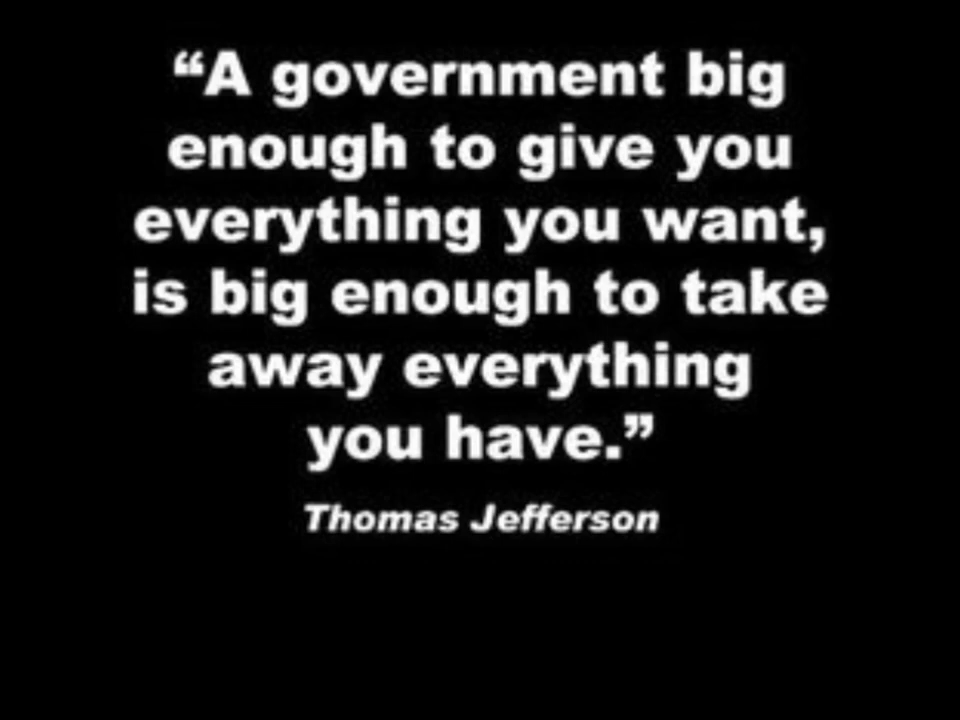 “A government big
enough to give you
everything you want,
is big enough to take
away everything
you have.”
Thomas Jefferson